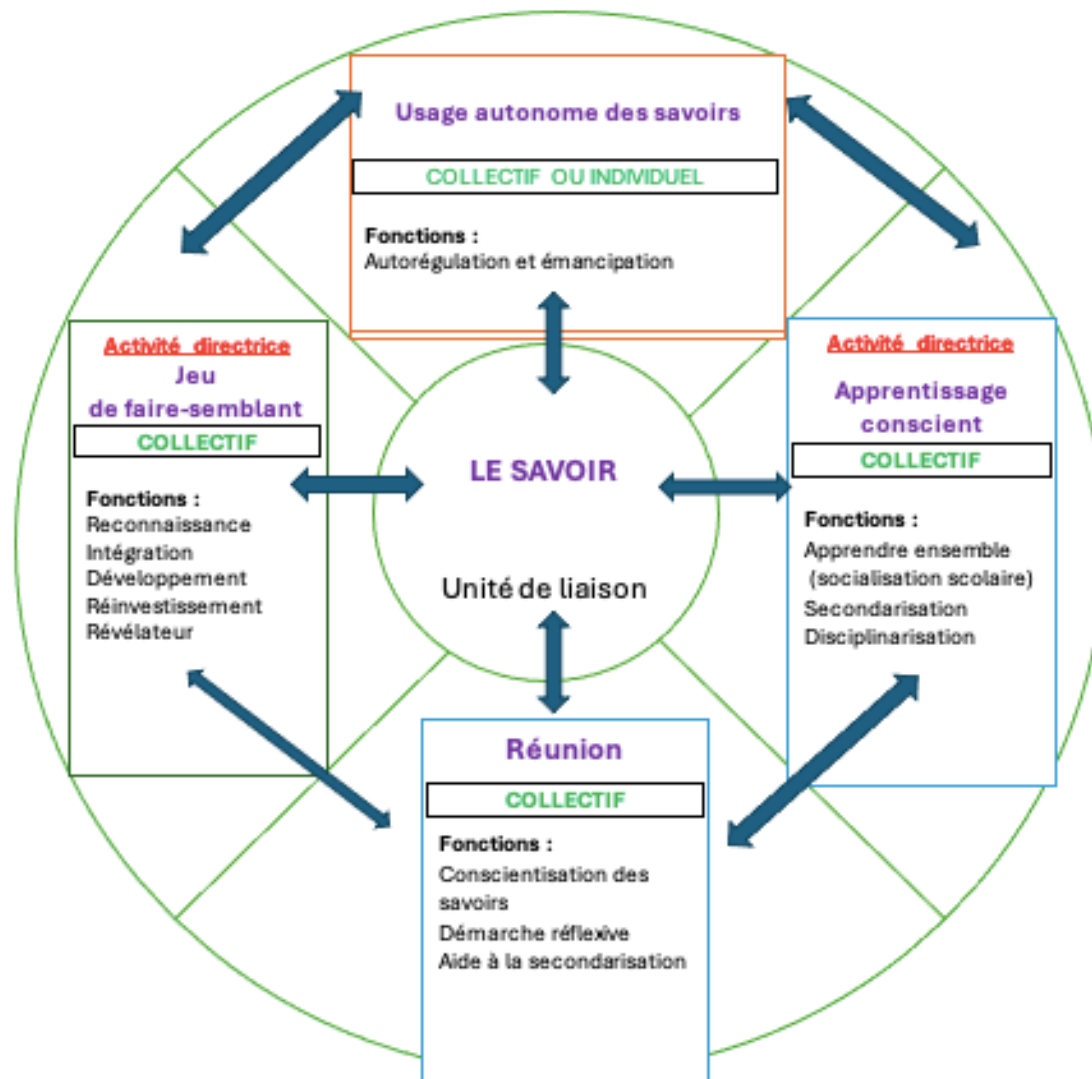 Usage autonome des savoirs
COLLECTIF OU INDIVIDUEL
Fonctions :
Autorégulation et émancipation
Activité directrice
Jeu
de faire-semblant
COLLECTIF
Fonctions :
Reconnaissance
Intégration
Développement
Réinvestissement
Révélateur
LE SAVOIR
Unité de liaison
Activité directrice
Apprentissage
conscient
COLLECTIF
Fonctions :
Apprendre ensemble
(socialisation scolaire)
Secondarisation
Disciplinarisation
Réunion
COLLECTIF
Fonctions :
Conscientisation des
savoirs
Démarche réflexive
Aide à la secondarisation